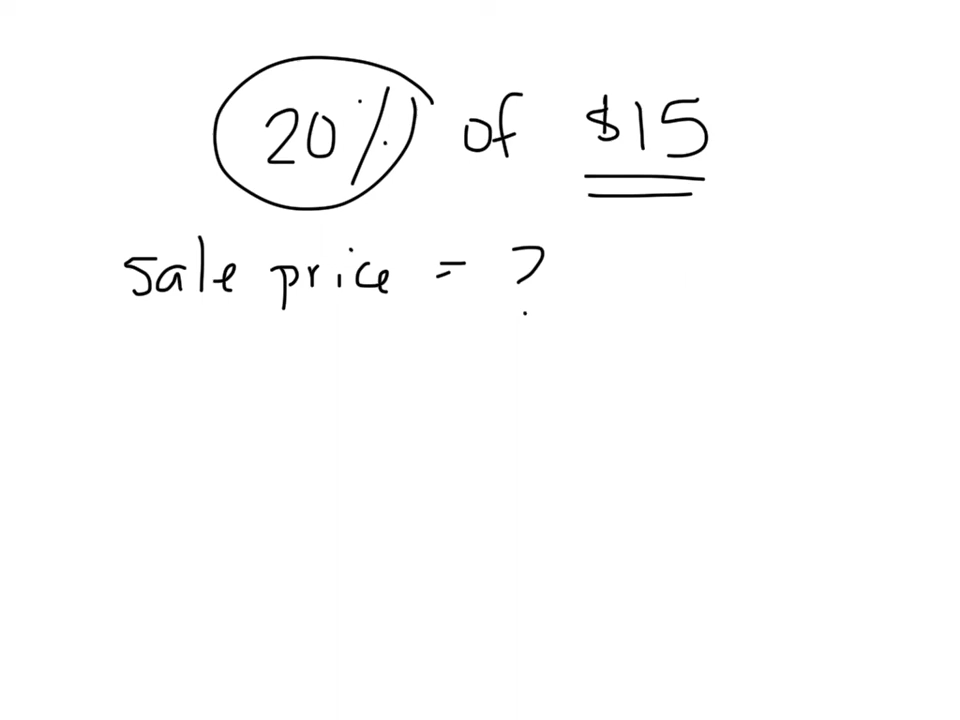 20% of $15
sale price = ?